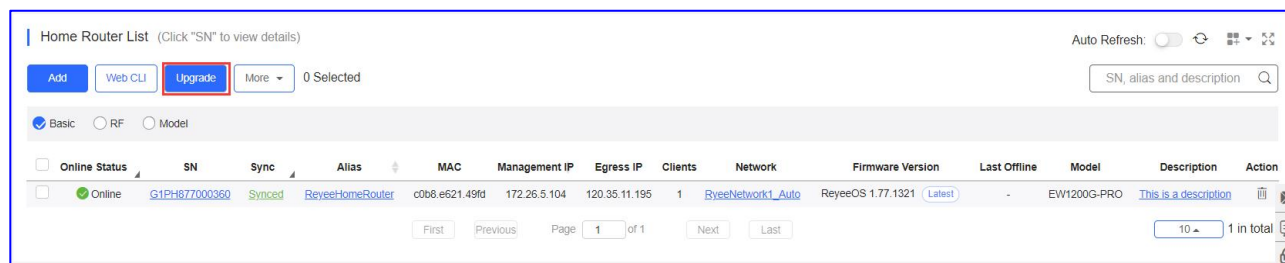 Home Router List (Click "SN" to view details)
Auto Refresh:
Add Web CLI Upgrade More 0 Selected
SN, alias and description
Basic RF Model
Online Status SN Sync Alias MAC Management IP Egress IP Clients Network Firmware Version Last Offline Model Description Action
Online G1PH877000360 Synced ReyeeHomeRouter c0b8.e621.49fd 172.26.5.104 120.35.11.195 1 RyeeNetwork1_Auto ReyeeOS 1.77.1321 Latest - EW1200G-PRO This is a description
First Previous Page 1 of 1 Next Last 10 1 in total